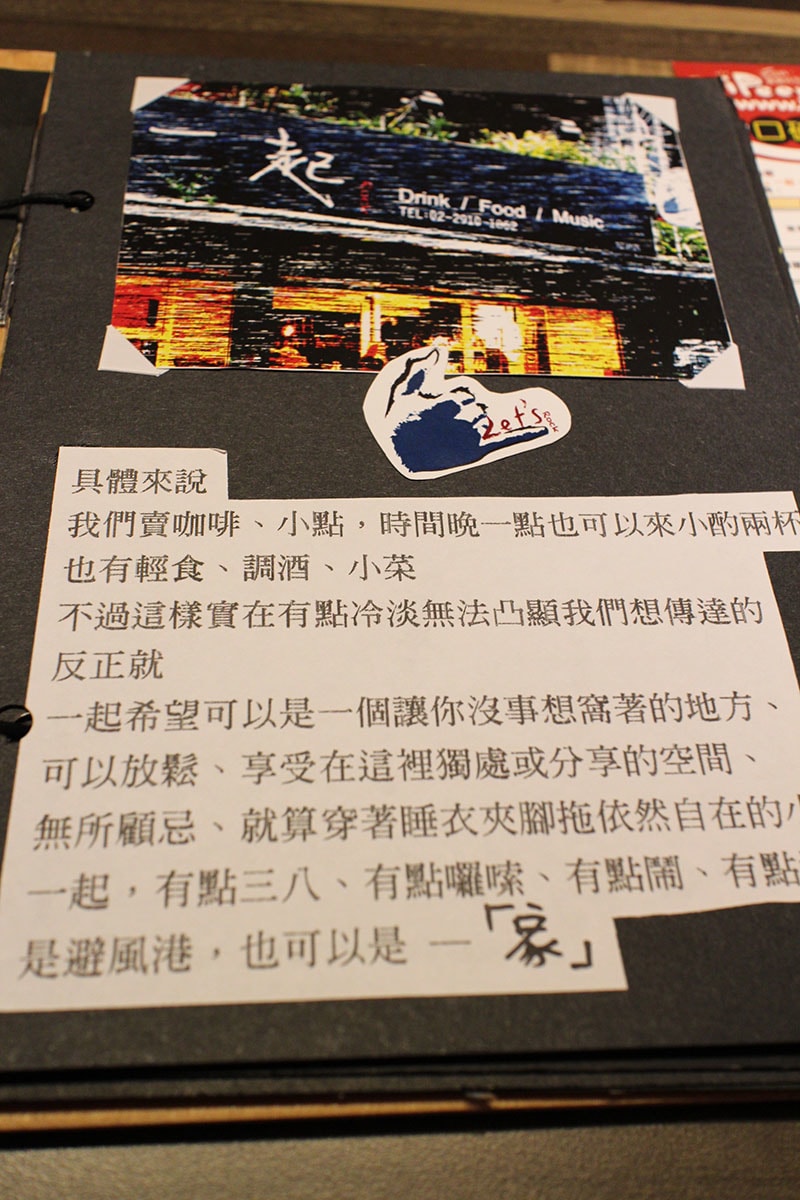 一起
Drink / Food / Music
TEL:02-2910-1862
Let's
ROCK
具體來說
我們賣咖啡、小點，時間晚一點也可以來小酌兩杯
也有輕食、調酒、小菜
不過這樣實在有點冷淡無法凸顯我們想傳達的
反正就
一起希望可以是一個讓你沒事想窩著的地方、
可以放鬆、享受在這裡獨處或分享的空間、
無所顧忌、就算穿著睡衣夾腳拖依然自在的小
一起，有點三八、有點囉嗦、有點鬧、有點
是避風港，也可以是 — 「家」